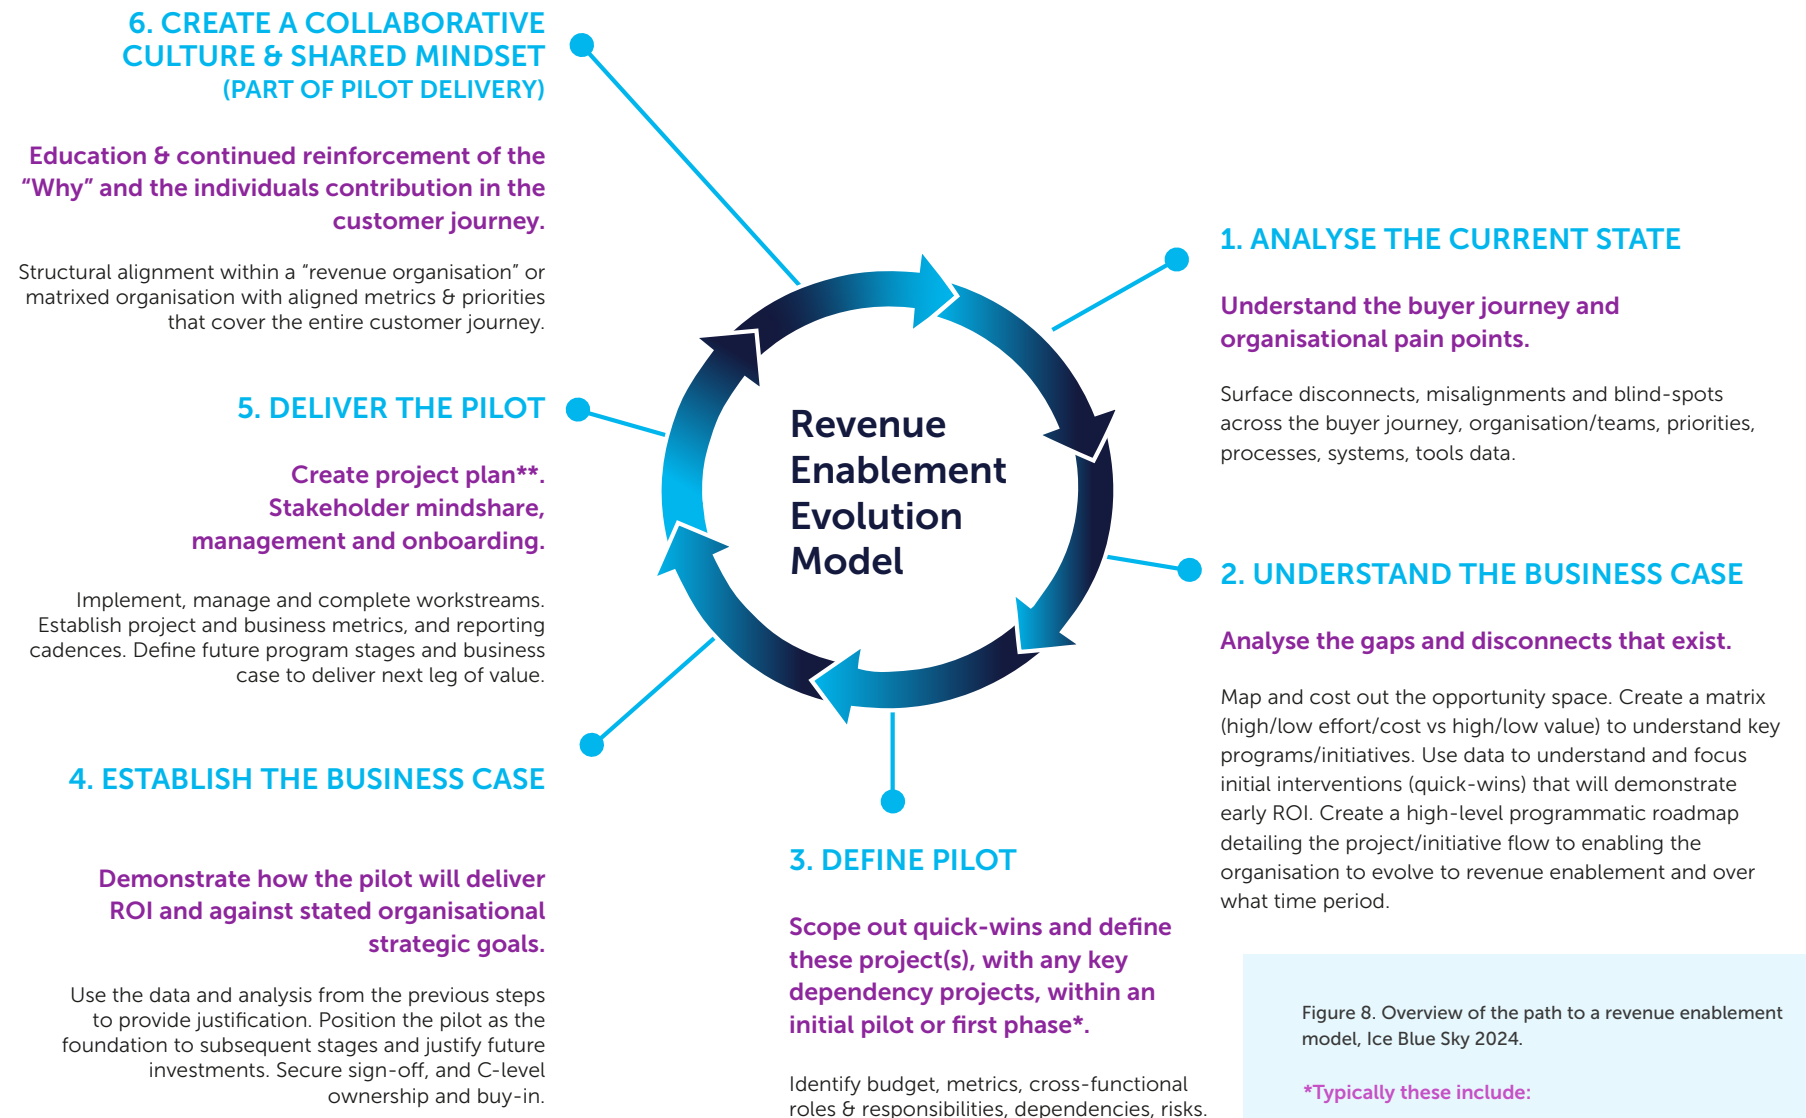 6. CREATE A COLLABORATIVE
CULTURE & SHARED MINDSET
(PART OF PILOT DELIVERY)
Education & continued reinforcement of the
“Why” and the individuals contribution in the
customer journey.
Structural alignment within a “revenue organisation” or
matrixed organisation with aligned metrics & priorities
that cover the entire customer journey.
5. DELIVER THE PILOT
Create project plan**.
Stakeholder mindshare,
management and onboarding.
Implement, manage and complete workstreams.
Establish project and business metrics, and reporting
cadences. Define future program stages and business
case to deliver next leg of value.
4. ESTABLISH THE BUSINESS CASE
Demonstrate how the pilot will deliver
ROI and against stated organisational
strategic goals.
Use the data and analysis from the previous steps
to provide justification. Position the pilot as the
foundation to subsequent stages and justify future
investments. Secure sign-off, and C-level
ownership and buy-in.
Revenue
Enablement
Evolution
Model
1. ANALYSE THE CURRENT STATE
Understand the buyer journey and
organisational pain points.
Surface disconnects, misalignments and blind-spots
across the buyer journey, organisation/teams, priorities,
processes, systems, tools data.
2. UNDERSTAND THE BUSINESS CASE
Analyse the gaps and disconnects that exist.
Map and cost out the opportunity space. Create a matrix
(high/low effort/cost vs high/low value) to understand key
programs/initiatives. Use data to understand and focus
initial interventions (quick-wins) that will demonstrate
early ROI. Create a high-level programmatic roadmap
detailing the project/initiative flow to enabling the
organisation to evolve to revenue enablement and over
what time period.
3. DEFINE PILOT
Scope out quick-wins and define
these project(s), with any key
dependency projects, within an
initial pilot or first phase*.
Identify budget, metrics, cross-functional
roles & responsibilities, dependencies, risks.
Figure 8. Overview of the path to a revenue enablement
model, Ice Blue Sky 2024.
*Typically these include: